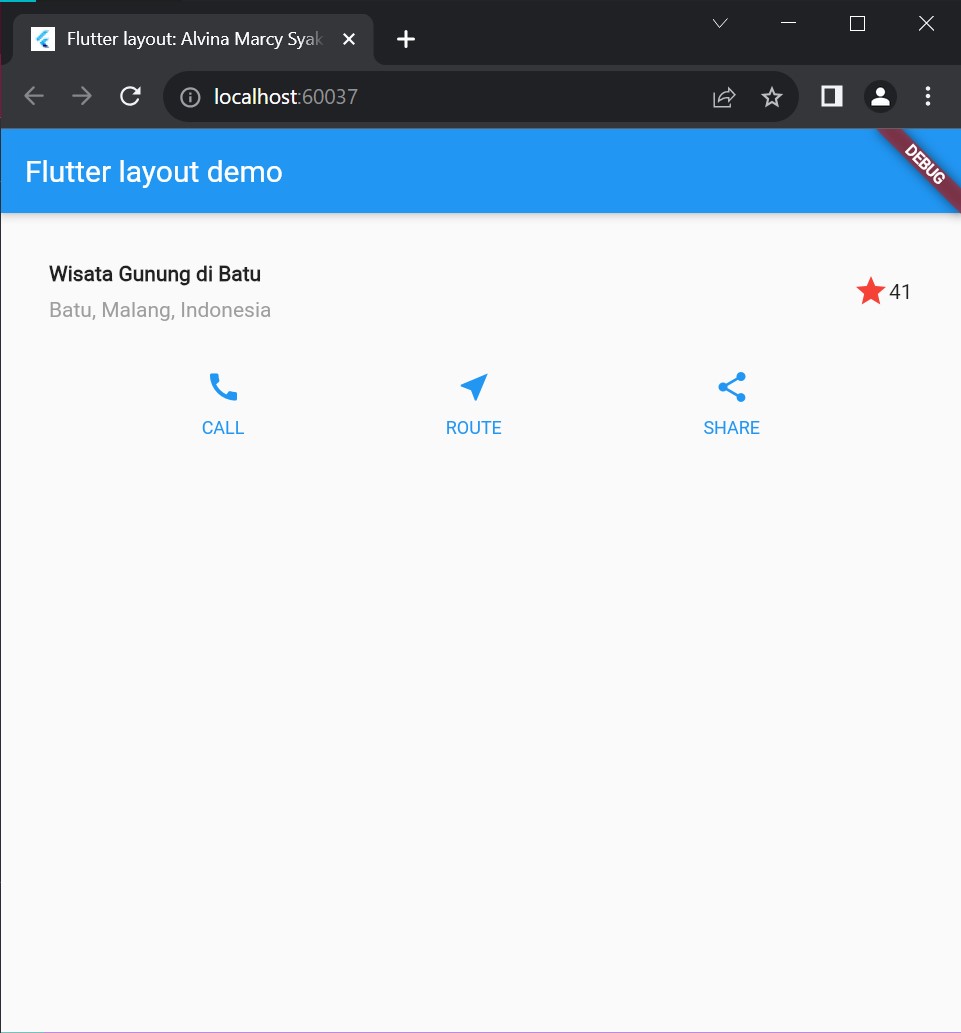 Flutter layout: Alvina Marcy Syak
localhost:60037
Flutter layout demo
DEBUG
Wisata Gunung di Batu
Batu, Malang, Indonesia
41
CALL ROUTE SHARE